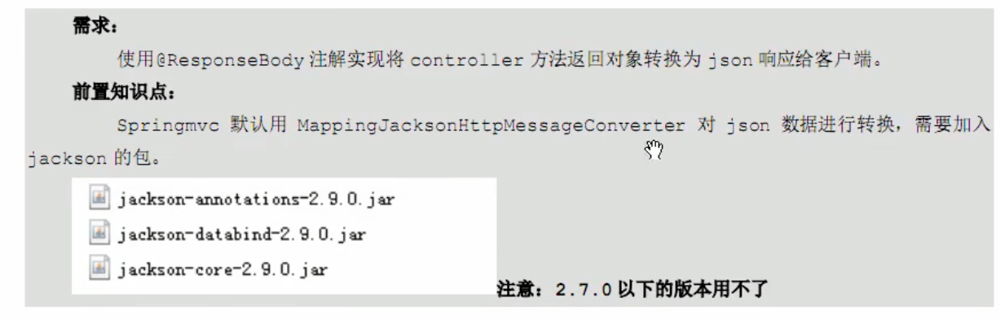 需求：
使用@ResponseBody 注解实现将 controller 方法返回对象转换为 json 响应给客户端。
前置知识点：
Springmvc 默认用 MappingJacksonHttpMessageConverter 对 json 数据进行转换，需要加入
jackson 的包。
jackson-annotations-2.9.0.jar
jackson-databind-2.9.0.jar
jackson-core-2.9.0.jar
注意：2.7.0 以下的版本用不了